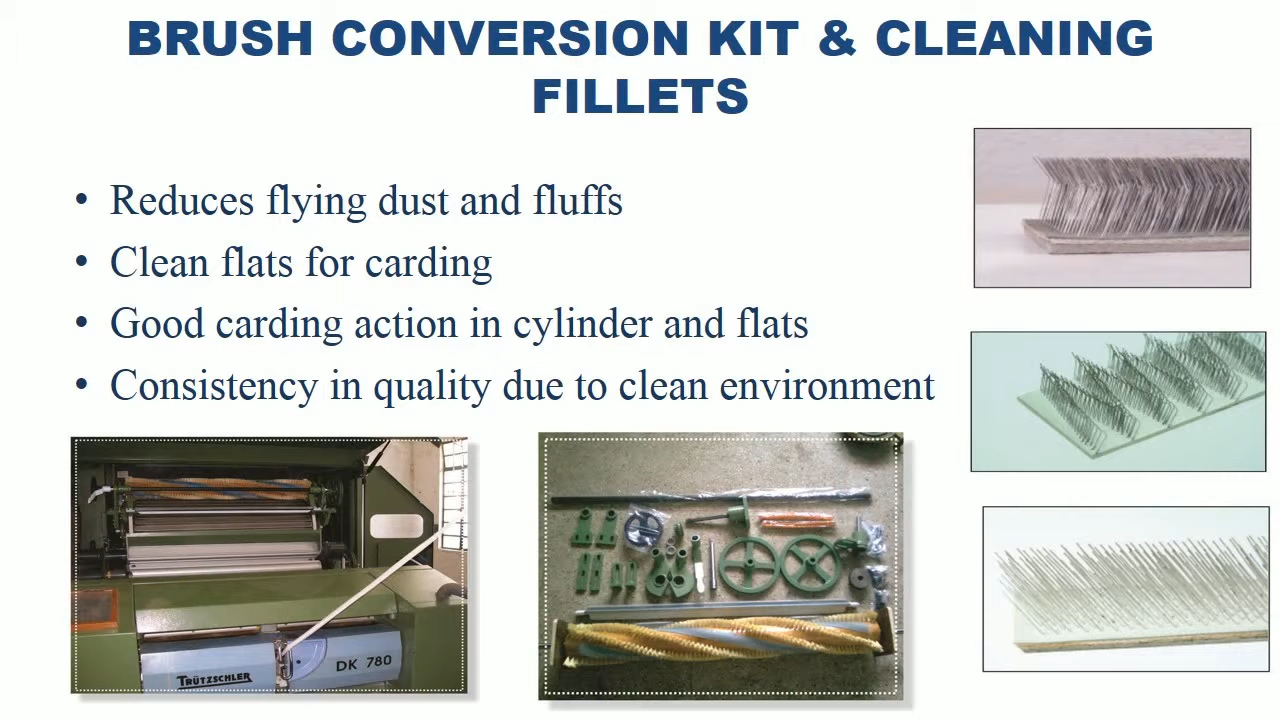 BRUSH CONVERSION KIT & CLEANING
FILLETS
• Reduces flying dust and fluffs
• Clean flats for carding
• Good carding action in cylinder and flats
• Consistency in quality due to clean environment
TRÜTZSCHLER
DK 780